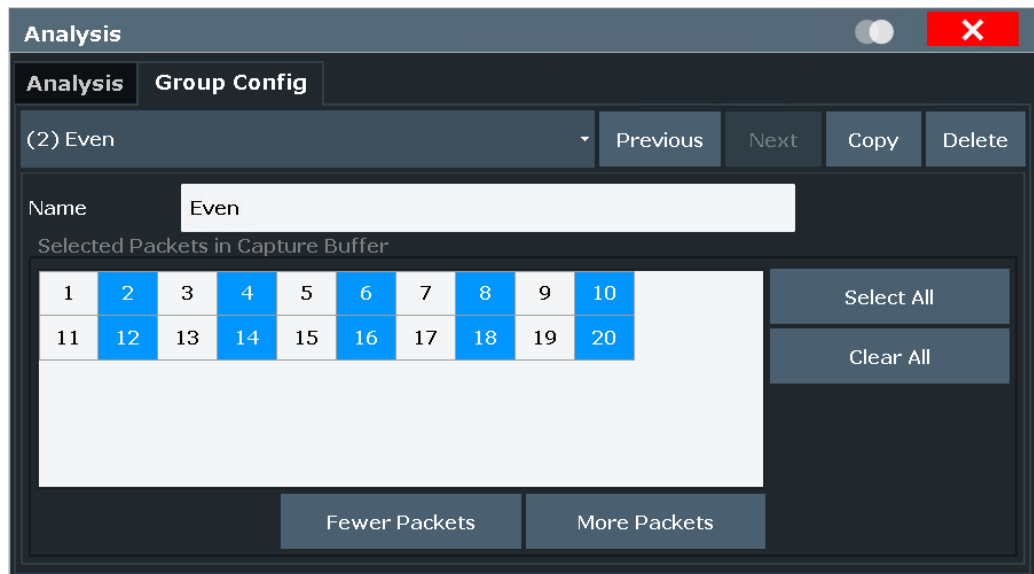 Analysis
Analysis Group Config
(2) Even Previous Next Copy Delete
Name Even
Selected Packets in Capture Buffer
1 2 3 4 5 6 7 8 9 10 Select All
11 12 13 14 15 16 17 18 19 20
Clear All
Fewer Packets More Packets